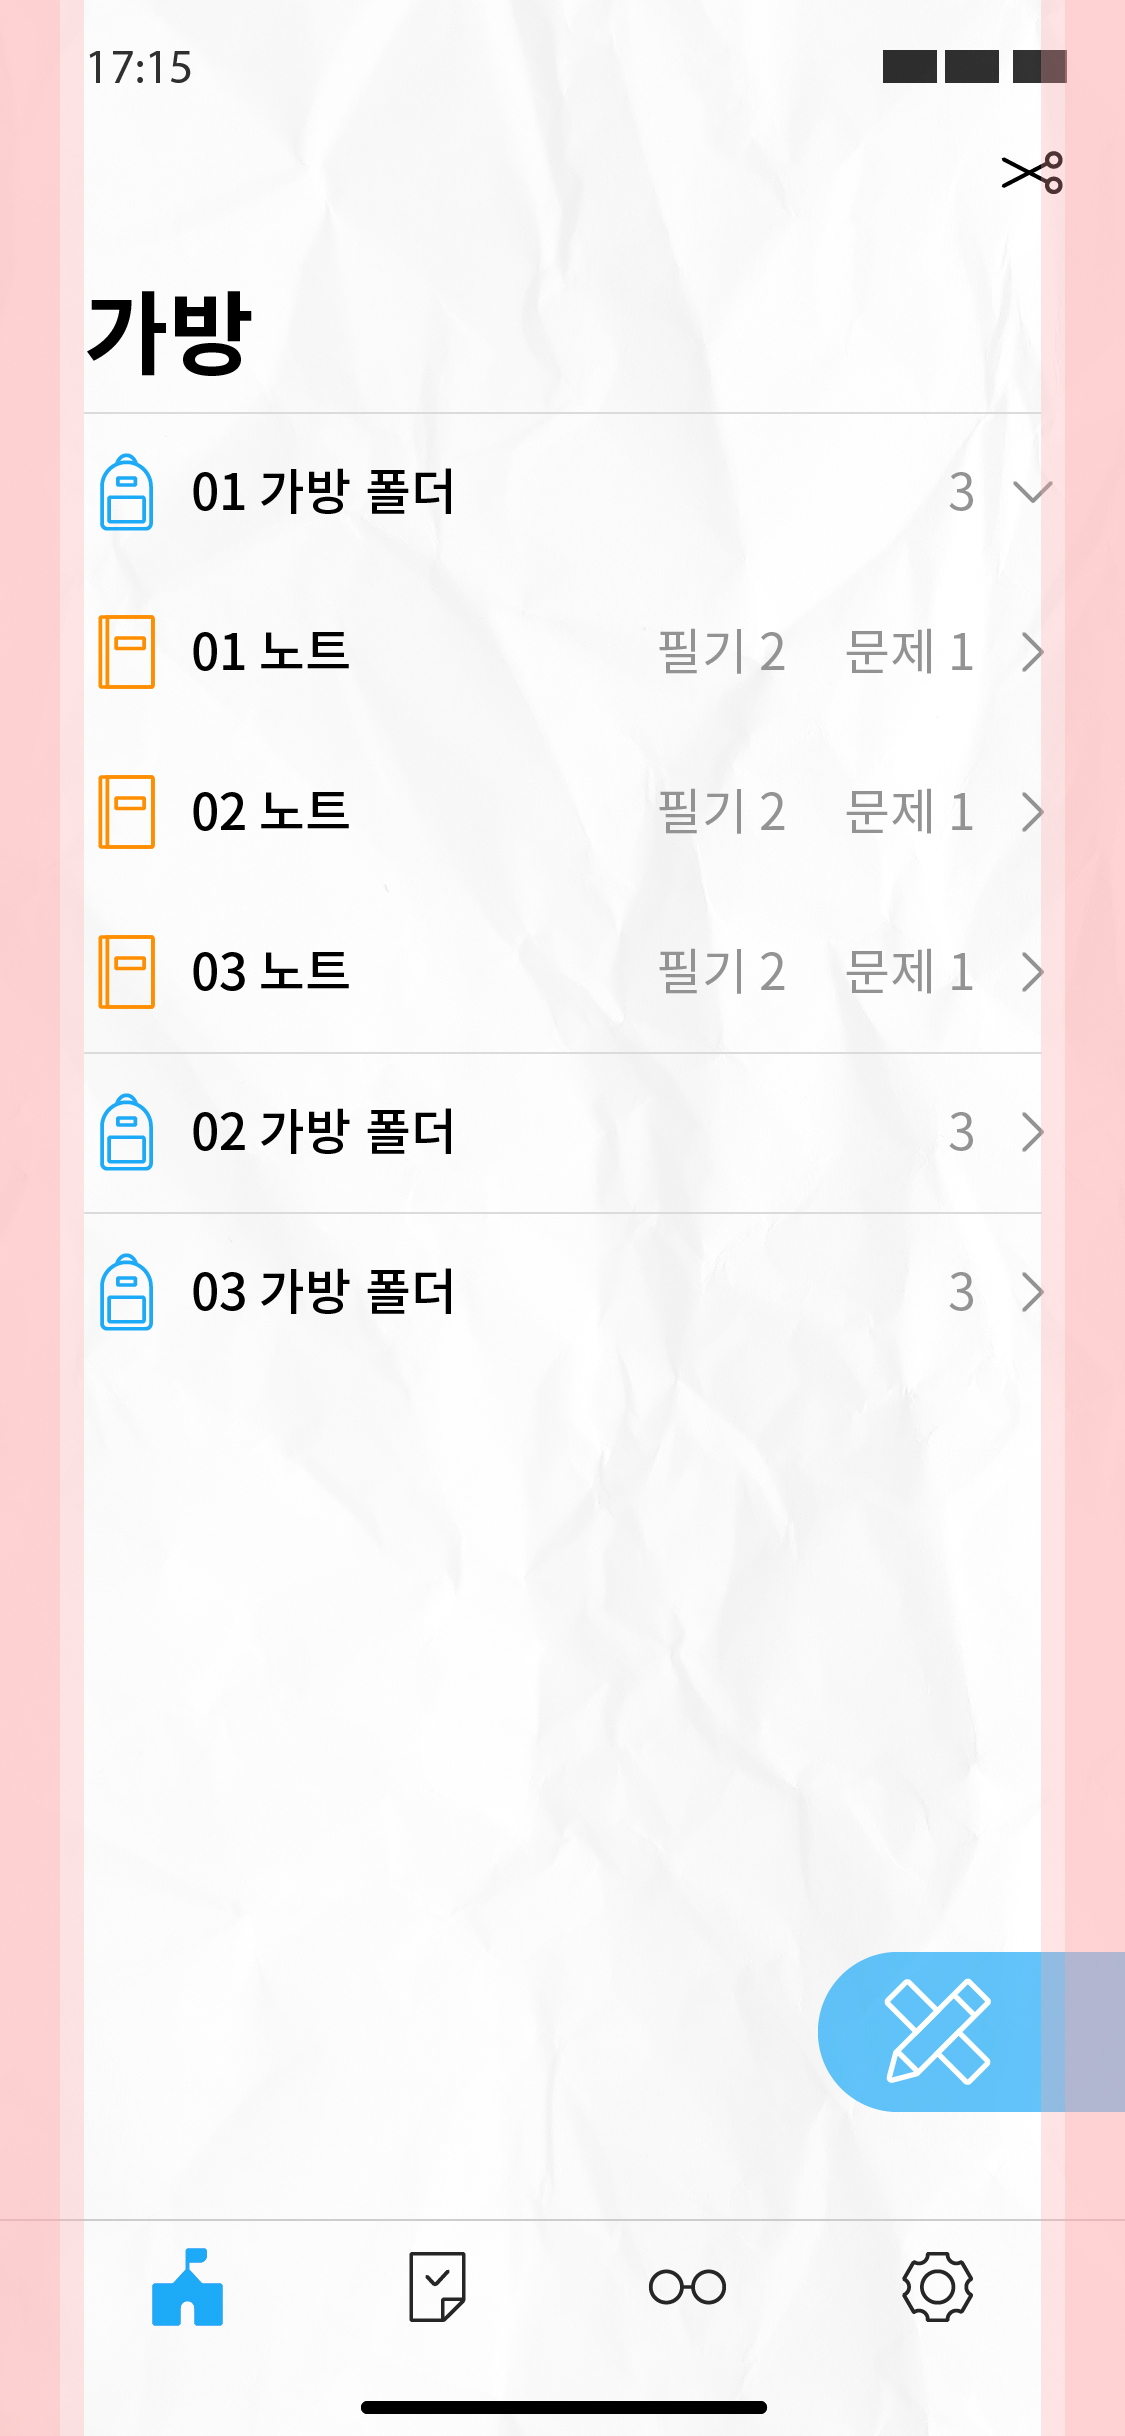 17:15
가방
01 가방 폴더 3
01 노트 필기 2 문제 1
02 노트 필기 2 문제 1
03 노트 필기 2 문제 1
02 가방 폴더 3
03 가방 폴더 3